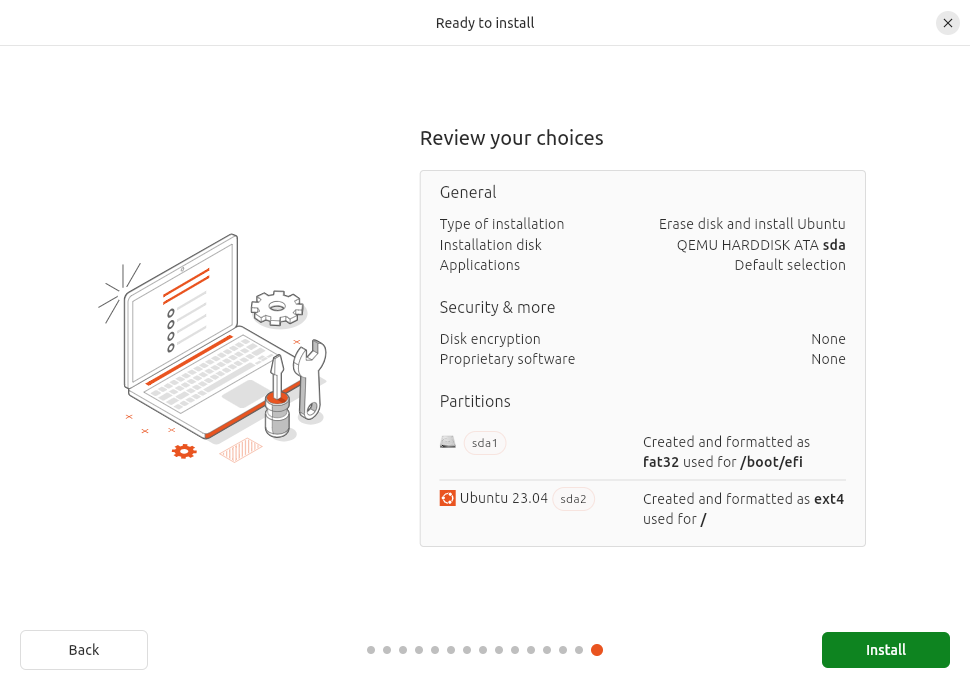 Ready to install
Review your choices
General
Type of installation Erase disk and install Ubuntu
Installation disk QEMU HARDDISK ATA sda
Applications Default selection
Security & more
Disk encryption None
Proprietary software None
Partitions
sda1 Created and formatted as
fat32 used for /boot/efi
Ubuntu 23.04 sda2 Created and formatted as ext4
used for /
Back Install